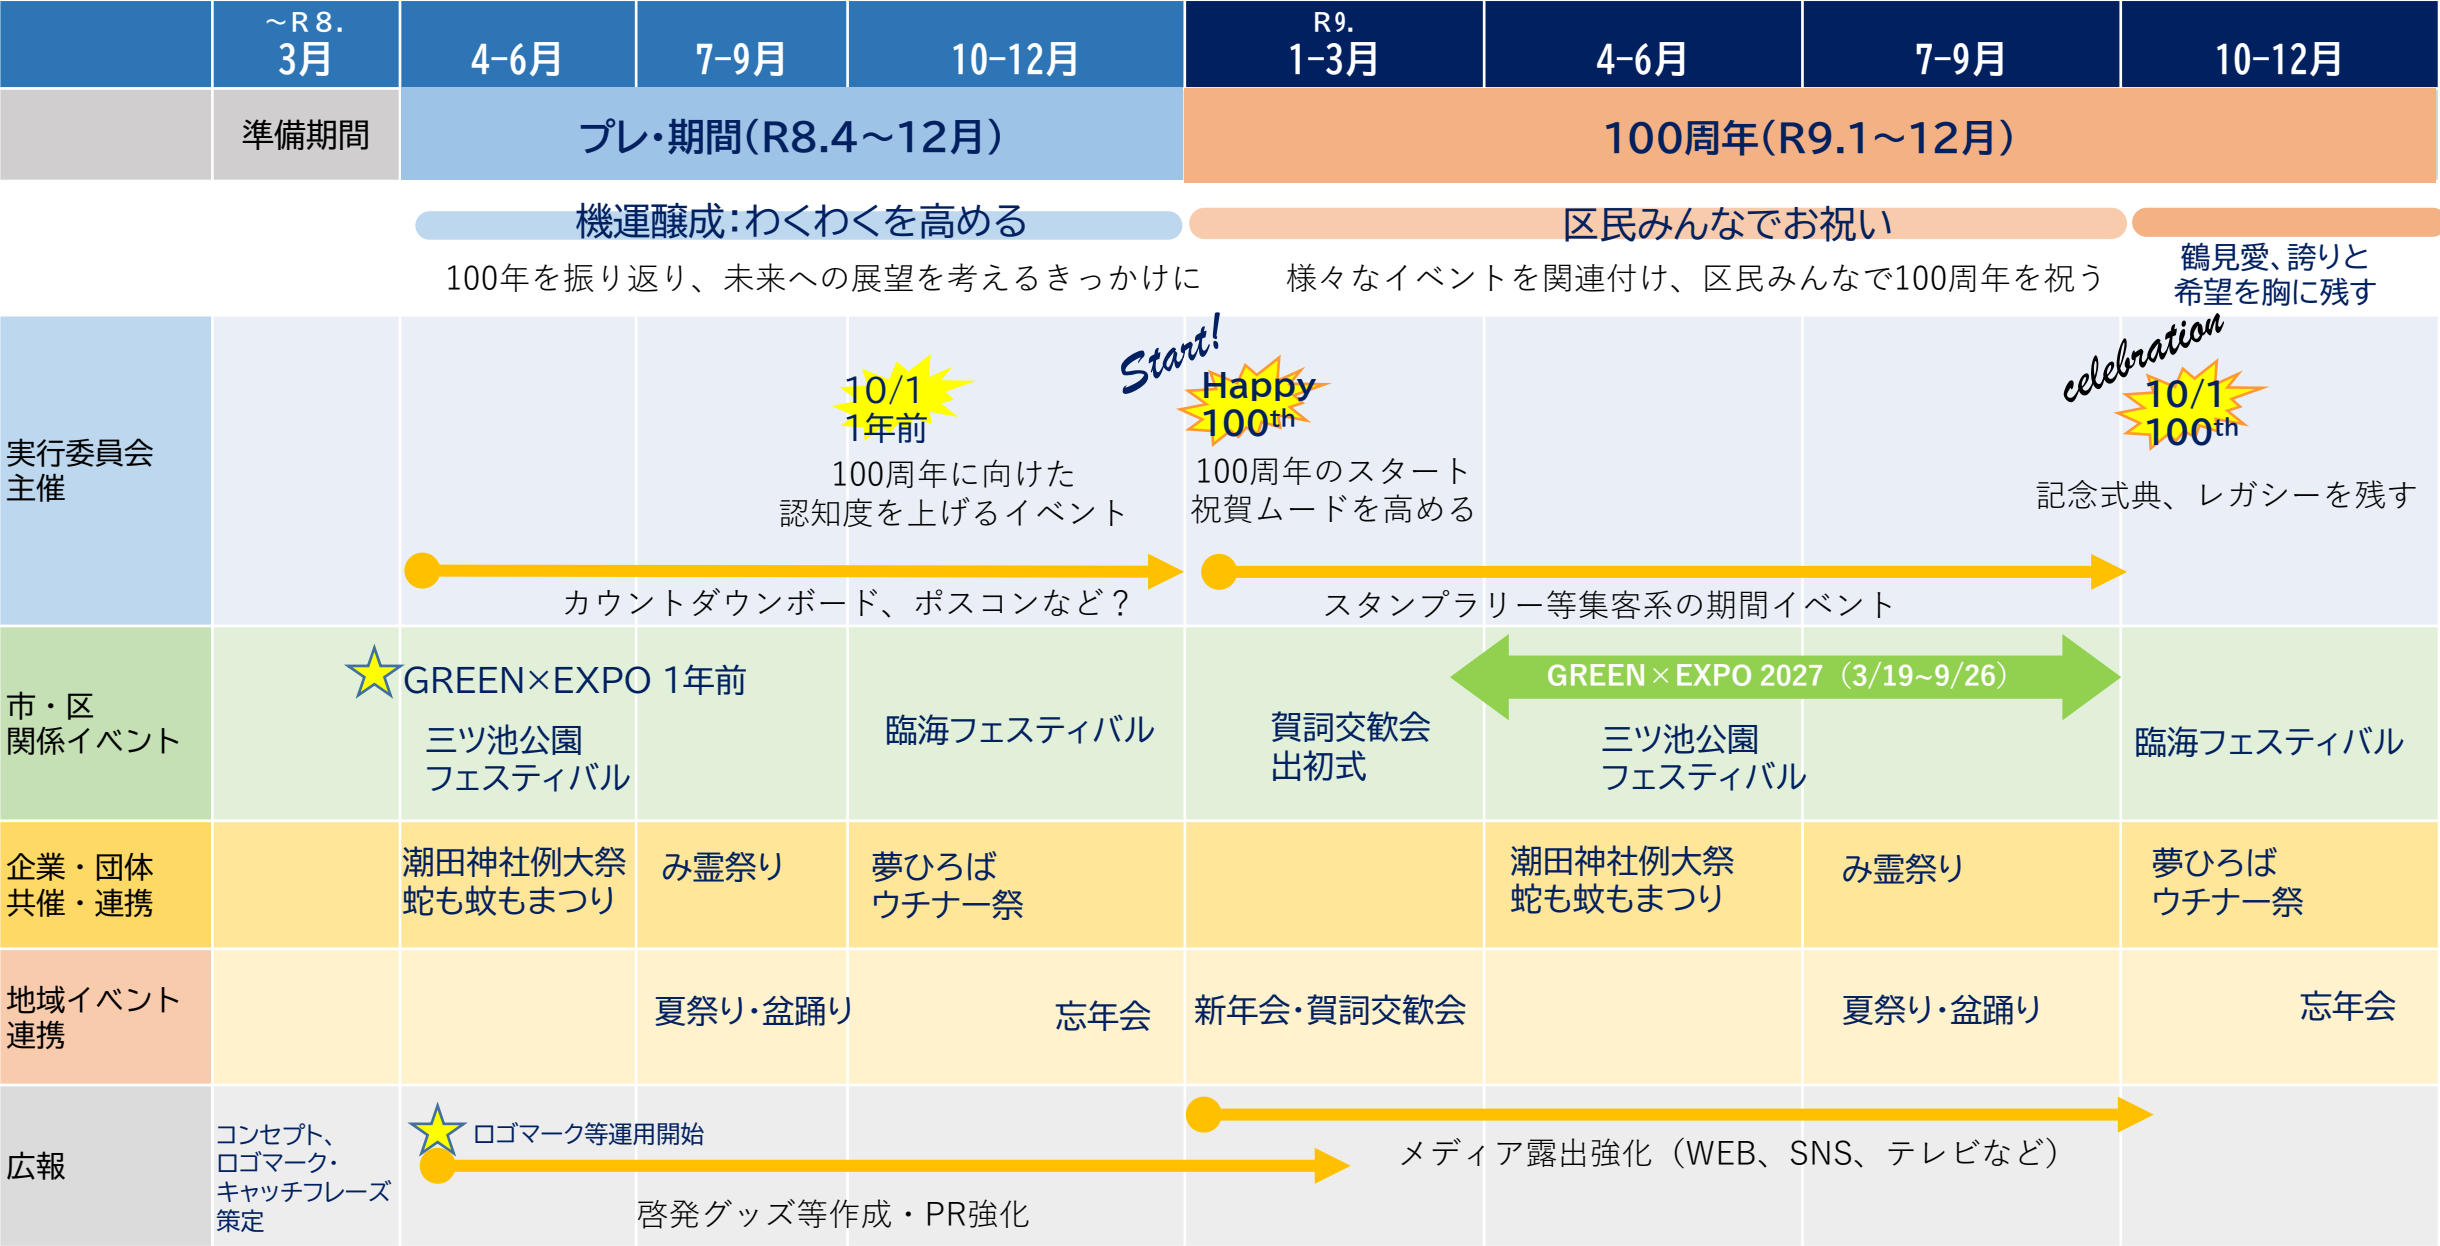 ～R８.
3月
4-6月
7-9月
10-12月
R9.
1-3月
4-6月
7-9月
10-12月
準備期間
プレ・期間(R8.4～12月)
100周年(R9.1～12月)
機運醸成：わくわくを高める
区民みんなでお祝い
100年を振り返り、未来への展望を考えるきっかけに
様々なイベントを関連付け、区民みんなで100周年を祝う
鶴見愛、誇りと
希望を胸に残す
実行委員会
主催
10/1
1年前
100周年に向けた
認知度を上げるイベント
Start!
Happy
100th
100周年のスタート
祝賀ムードを高める
celebration
10/1
100th
記念式典、レガシーを残す
カウントダウンボード、ポスコンなど？
スタンプラリー等集客系の期間イベント
市・区
関係イベント
GREEN×EXPO 1年前
三ツ池公園
フェスティバル
臨海フェスティバル
賀詞交歓会
出初式
GREEN×EXPO 2027（3/19~9/26）
三ツ池公園
フェスティバル
臨海フェスティバル
企業・団体
共催・連携
潮田神社例大祭
蛇も蚊もまつり
み霊祭り
夢ひろば
ウチナー祭
潮田神社例大祭
蛇も蚊もまつり
み霊祭り
夢ひろば
ウチナー祭
地域イベント
連携
夏祭り・盆踊り
忘年会
新年会・賀詞交歓会
夏祭り・盆踊り
忘年会
広報
コンセプト、
ロゴマーク・
キャッチフレーズ
策定
ロゴマーク等運用開始
啓発グッズ等作成・PR強化
メディア露出強化（WEB、SNS、テレビなど）